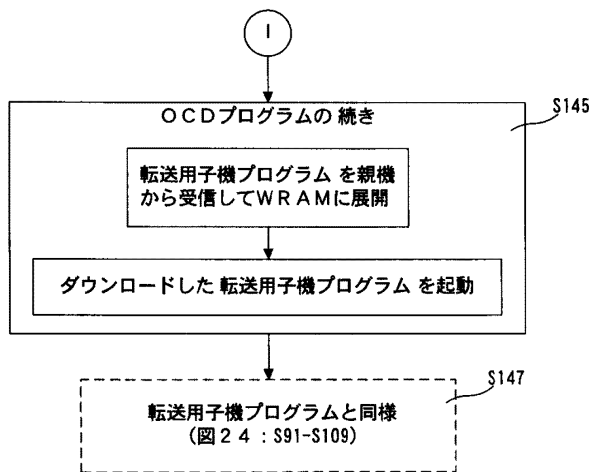 I
S145
OCDプログラムの 続き
転送用子機プログラム を親機
から受信してWRAMに展開
ダウンロードした 転送用子機プログラム を起動
S147
転送用子機プログラムと同様
(図24:S91-S109)